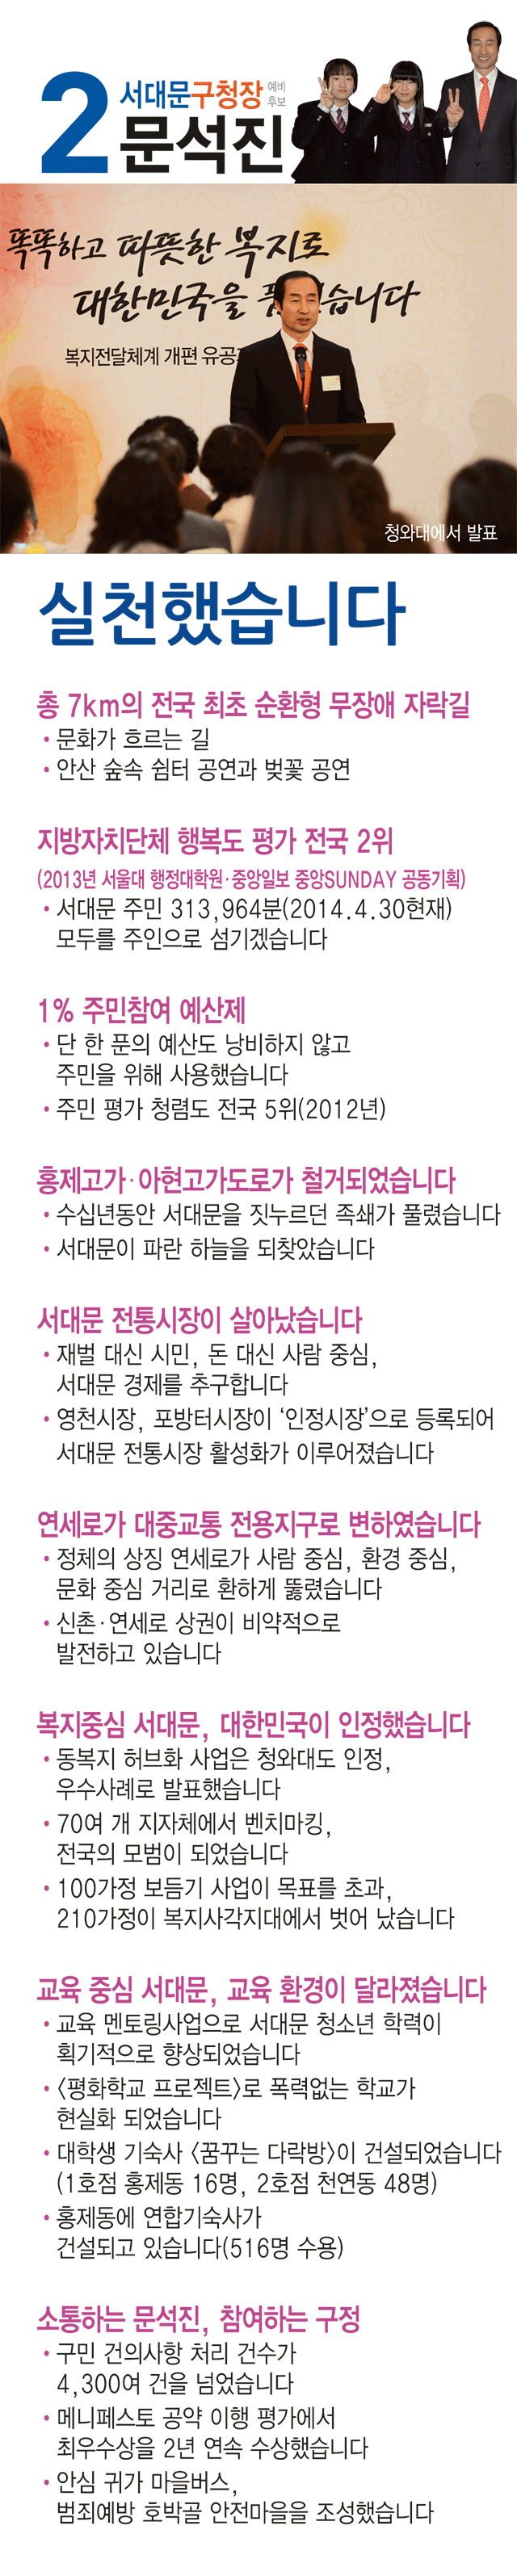 2 서대문구청장 예비후보
문석진
똑똑하고 따뜻한 복지로
대한민국을 습니다
복지전달체계 개편 유공
청와대에서 발표
실천했습니다
총 7km의 전국 최초 순환형 무장애 자락길
• 문화가 흐르는 길
• 안산 숲속 쉼터 공연과 벚꽃 공연
지방자치단체 행복도 평가 전국 2위
(2013년 서울대 행정대학원·중앙일보 중앙SUNDAY 공동기획)
• 서대문 주민 313,964분(2014.4.30현재)
모두를 주인으로 섬기겠습니다
1% 주민참여 예산제
• 단 한 푼의 예산도 낭비하지 않고
주민을 위해 사용했습니다
• 주민 평가 청렴도 전국 5위(2012년)
홍제고가·아현고가도로가 철거되었습니다
• 수십년동안 서대문을 짓누르던 족쇄가 풀렸습니다
• 서대문이 파란 하늘을 되찾았습니다
서대문 전통시장이 살아났습니다
• 재벌 대신 시민, 돈 대신 사람 중심,
서대문 경제를 추구합니다
• 영천시장, 포방터시장이 ‘인정시장’으로 등록되어
서대문 전통시장 활성화가 이루어졌습니다
연세로가 대중교통 전용지구로 변하였습니다
• 정체의 상징 연세로가 사람 중심, 환경 중심,
문화 중심 거리로 환하게 뚫렸습니다
• 신촌·연세로 상권이 비약적으로
발전하고 있습니다
복지중심 서대문, 대한민국이 인정했습니다
• 동복지 허브화 사업은 청와대도 인정,
우수사례로 발표했습니다
• 70여 개 지자체에서 벤치마킹,
전국의 모범이 되었습니다
• 100가정 보듬기 사업이 목표를 초과,
210가정이 복지사각지대에서 벗어 났습니다
교육 중심 서대문, 교육 환경이 달라졌습니다
• 교육 멘토링사업으로 서대문 청소년 학력이
획기적으로 향상되었습니다
• 〈평화학교 프로젝트〉로 폭력없는 학교가
현실화 되었습니다
• 대학생 기숙사 〈꿈꾸는 다락방〉이 건설되었습니다
(1호점 홍제동 16명, 2호점 천연동 48명)
• 홍제동에 연합기숙사가
건설되고 있습니다(516명 수용)
소통하는 문석진, 참여하는 구정
• 구민 건의사항 처리 건수가
4,300여 건을 넘었습니다
• 메니페스토 공약 이행 평가에서
최우수상을 2년 연속 수상했습니다
• 안심 귀가 마을버스,
범죄예방 호박골 안전마을을 조성했습니다